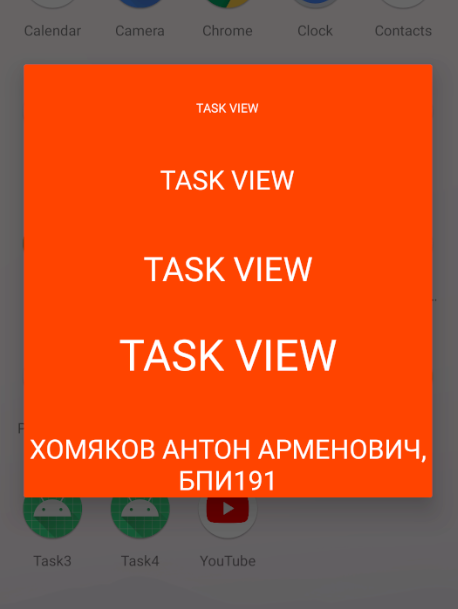 Calendar Camera Chrome Clock Contacts
TASK VIEW
TASK VIEW
TASK VIEW
TASK VIEW
ХОМЯКОВ АНТОН АРМЕНОВИЧ,
БПИ191
Task3 Task4 YouTube